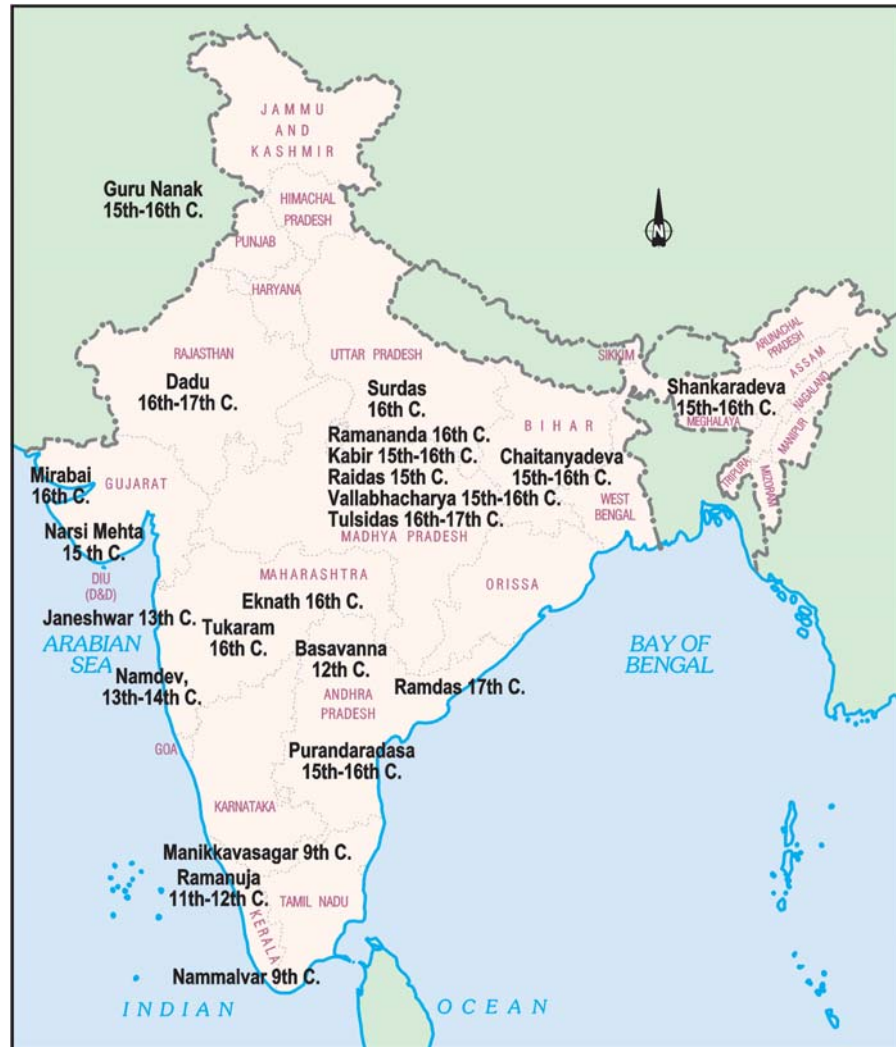 JAMMU
AND
KASHMIR
Guru Nanak
15th-16th C.
HIMACHAL
PRADESH
PUNJAB
N
HARYANA
RAJASTHAN
UTTAR PRADESH
SIKKIM
ARUNACHAL
PRADESH
ASSAM
NAGALAND
Dadu
16th-17th C.
Surdas
16th C.
Shankaradeva
15th-16th C.
MEGHALAYA
MANIPUR
BIHAR
Ramananda 16th C.
Kabir 15th-16th C.
Raidas 15th C.
Vallabhacharya 15th-16th C.
Tulsidas 16th-17th C.
Chaitanyadeva
15th-16th C.
TRIPURA
MIZORAM
Mirabai
16th C.
GUJARAT
WEST
BENGAL
Narsi Mehta
15 th C.
MADHYA PRADESH
DIU
(D&D)
MAHARASHTRA
ORISSA
Eknath 16th C.
Janeshwar 13th C.
Tukaram
16th C.
ARABIAN
SEA
Basavanna
12th C.
BAY OF
BENGAL
Namdev,
13th-14th C.
Ramdas 17th C.
ANDHRA
PRADESH
GOA
Purandaradasa
15th-16th C.
KARNATAKA
Manikkavasagar 9th C.
Ramanuja
11th-12th C.
TAMIL NADU
KERALA
Nammalvar 9th C.
INDIAN OCEAN